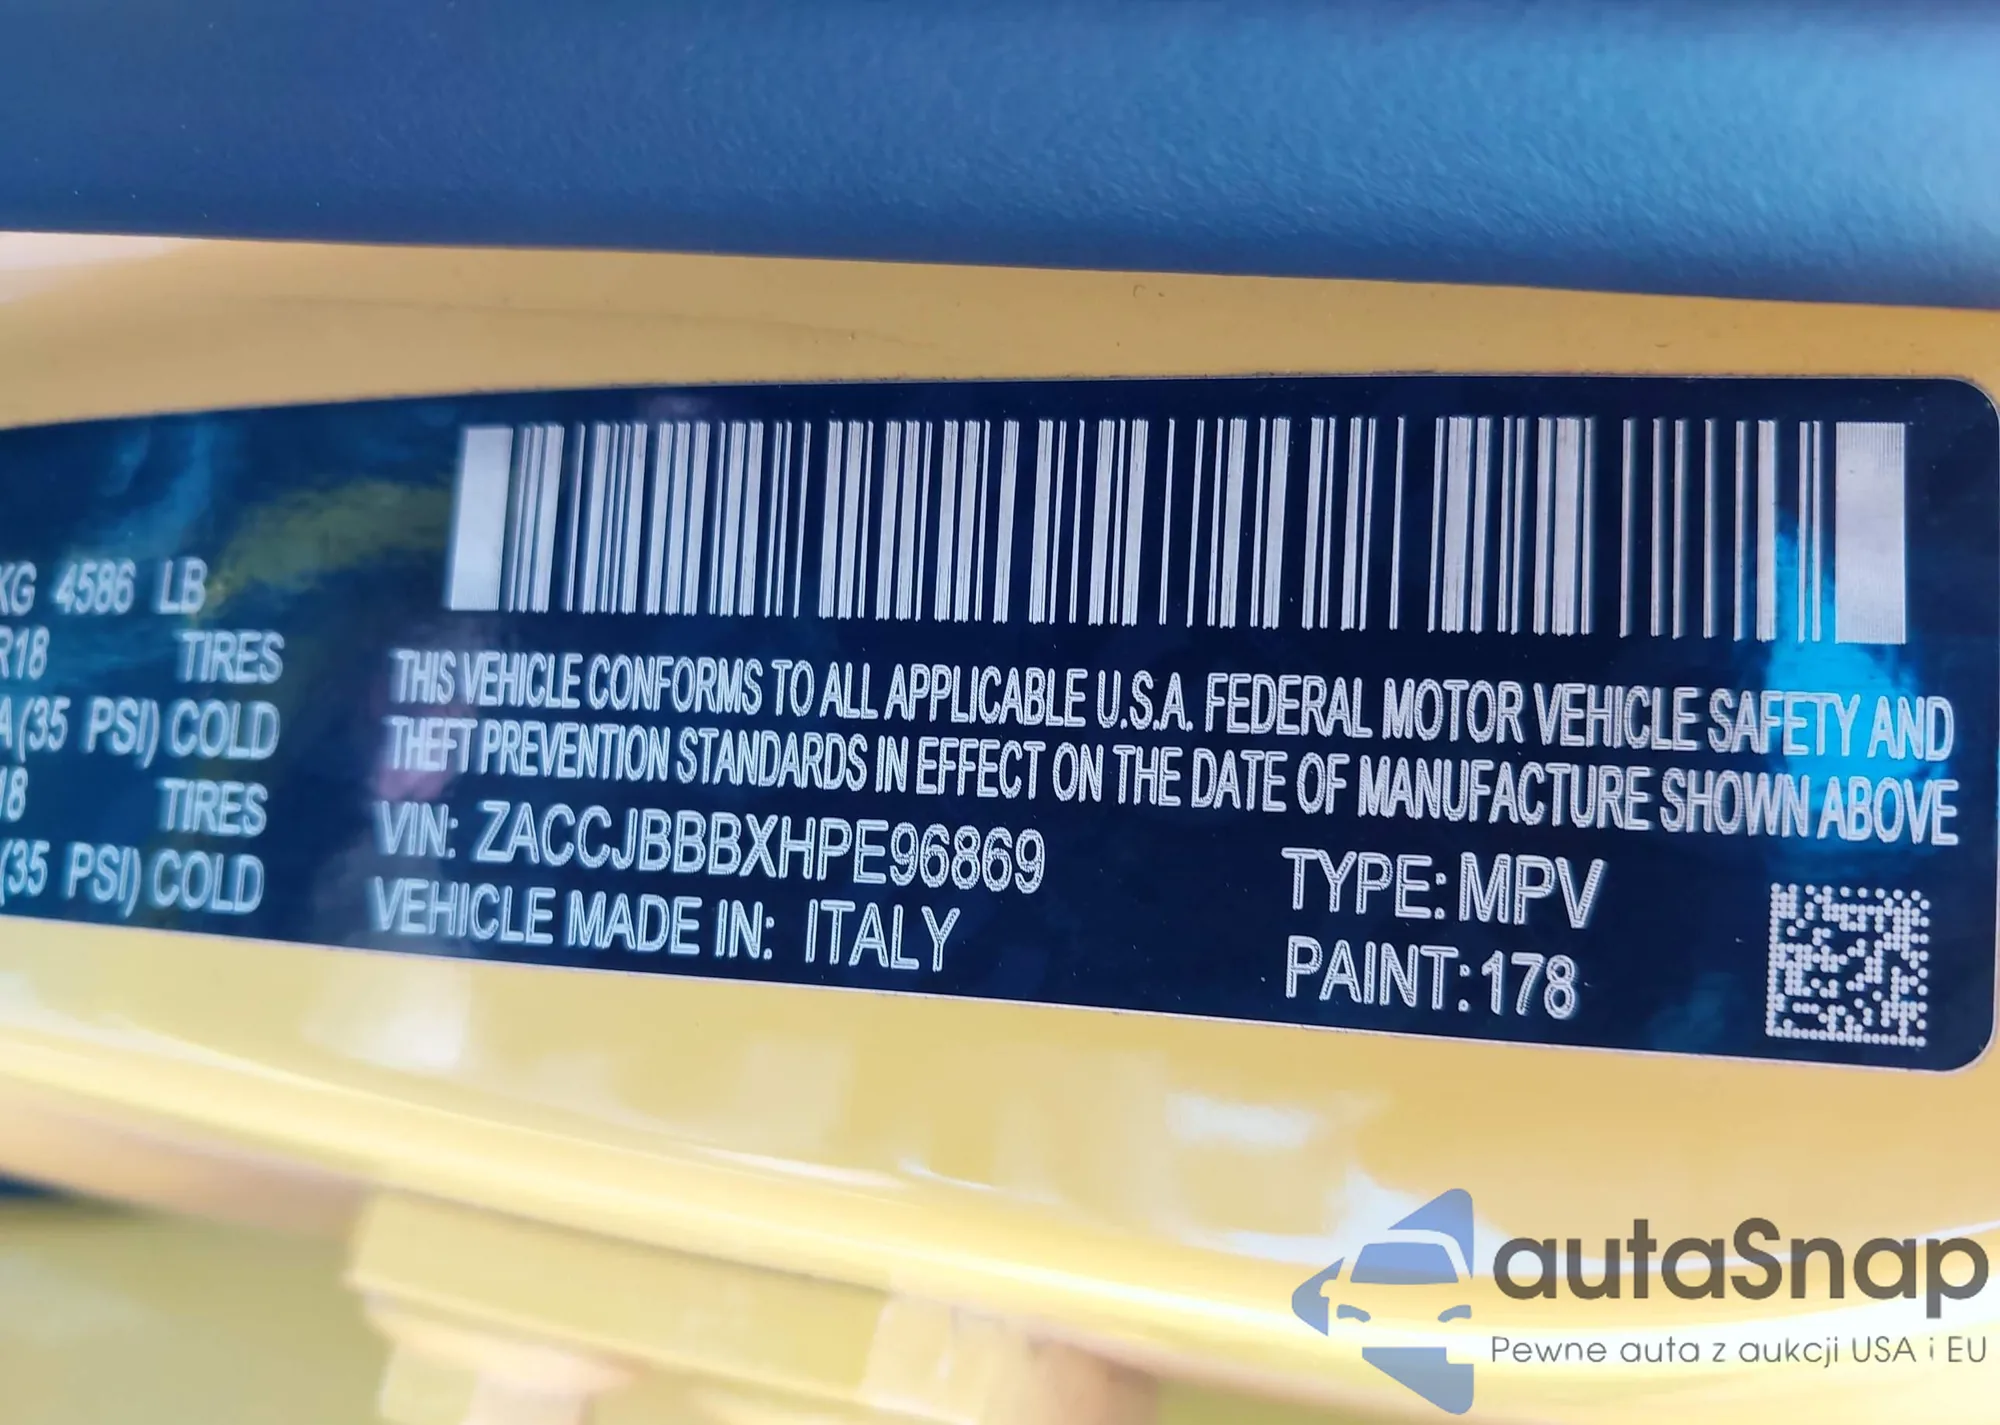 KG 4586 LB
R18 TIRES
A(35 PSI) COLD
18 TIRES
(35 PSI) COLD
THIS VEHICLE CONFORMS TO ALL APPLICABLE U.S.A. FEDERAL MOTOR VEHICLE SAFETY AND
THEFT PREVENTION STANDARDS IN EFFECT ON THE DATE OF MANUFACTURE SHOWN ABOVE
VIN: ZACCJBBBXHPE96869
TYPE: MPV
VEHICLE MADE IN: ITALY
PAINT: 178
autaSnap
Pewne auta z aukcji USA i EU